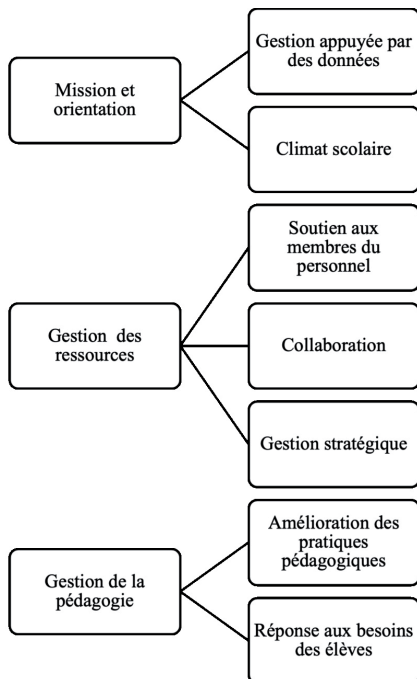 Mission et
orientation
Gestion appuyée par
des données
Climat scolaire
Gestion des
ressources
Soutien aux
membres du
personnel
Collaboration
Gestion stratégique
Gestion de la
pédagogie
Amélioration des
pratiques
pédagogiques
Réponse aux besoins
des élèves